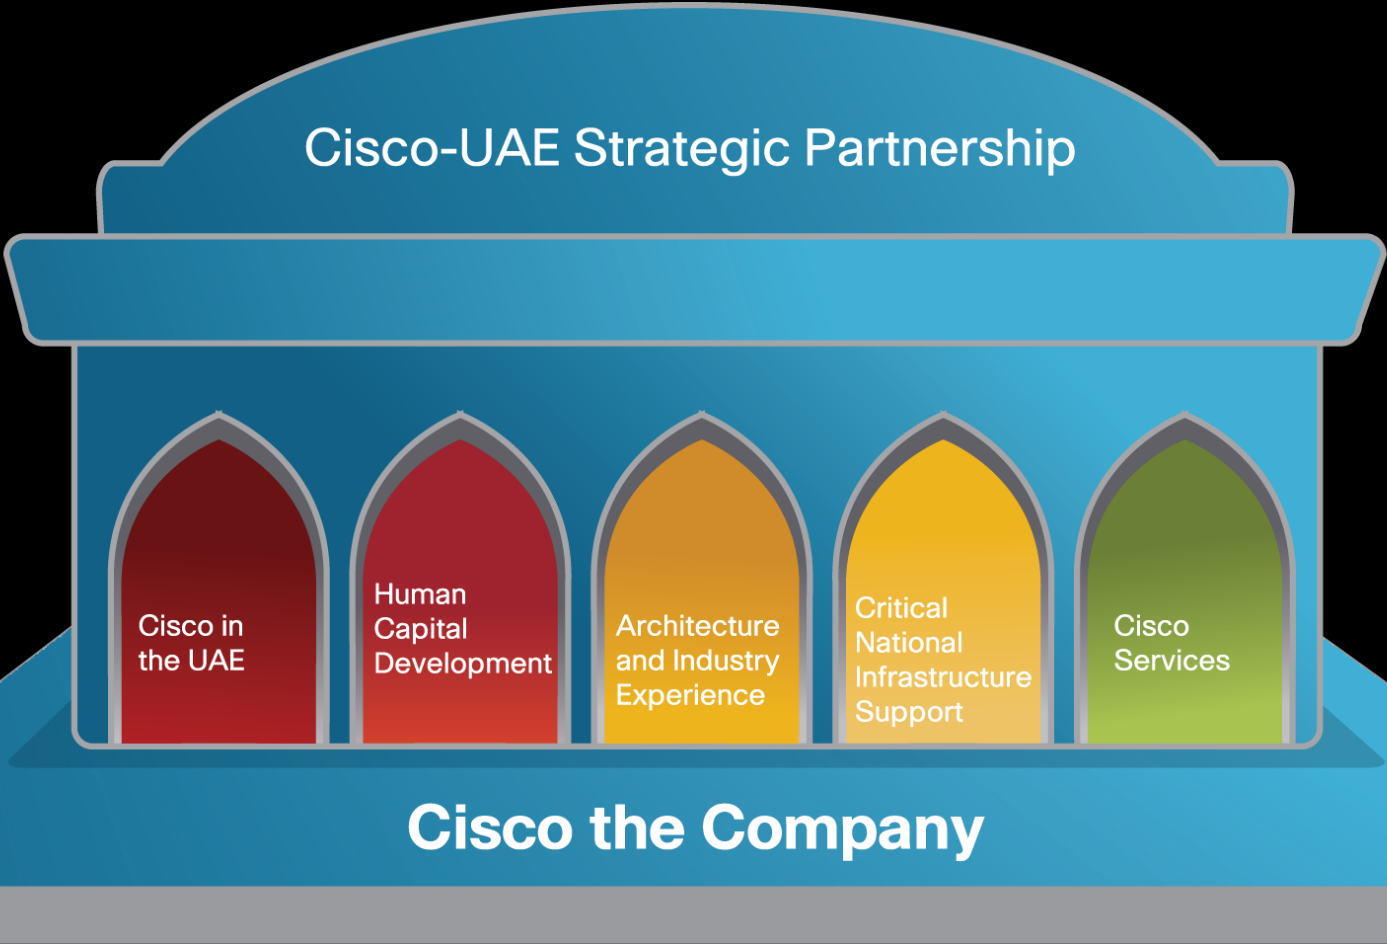 Cisco-UAE Strategic Partnership
Cisco in
the UAE
Human
Capital
Development
Architecture
and Industry
Experience
Critical
National
Infrastructure
Support
Cisco
Services
Cisco the Company